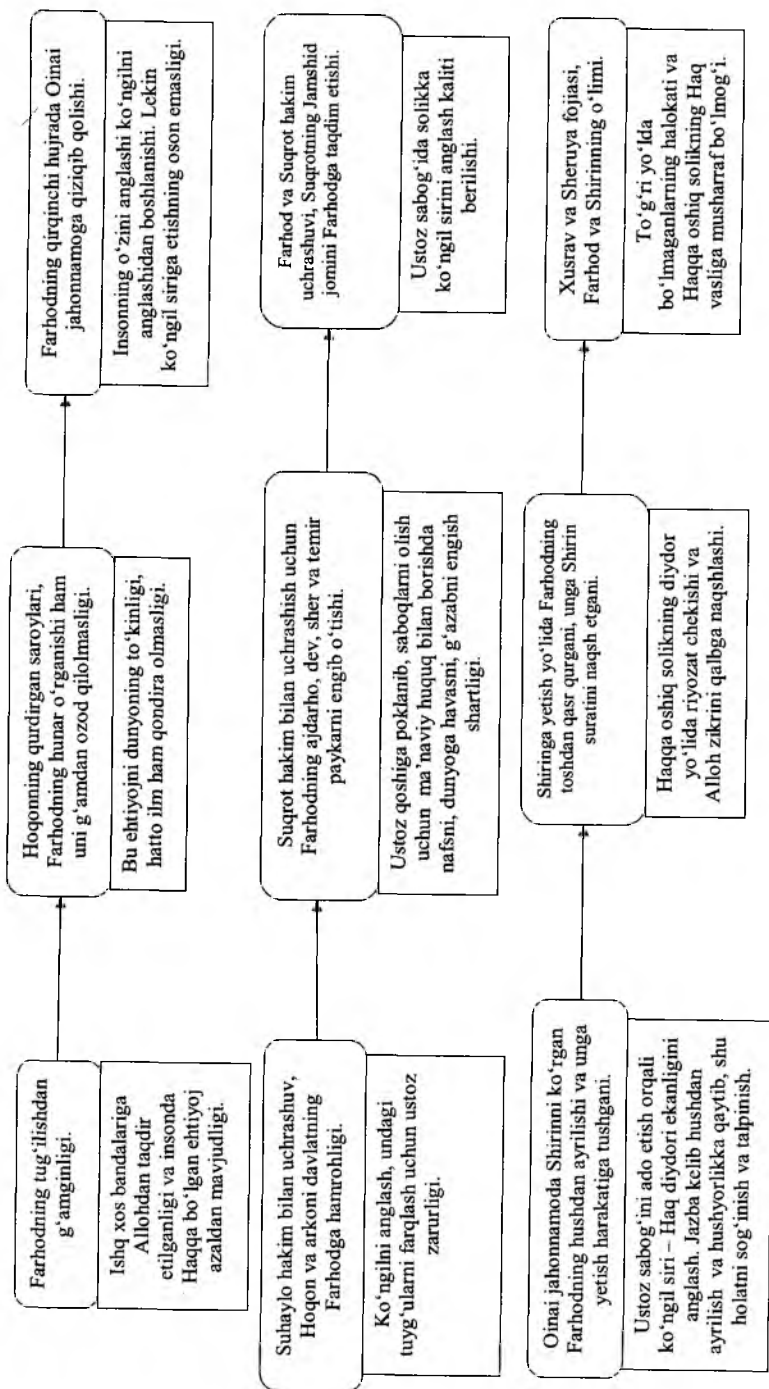 Farhodning tug‘ilishdan
g‘amginligi.
Ishq xos bandalariga
Allohdan taqdir
etilganligi va insonda
Haqqa bo‘lgan ehtiyoj
azaldan mavjudligi.
Hoqonning qurdirgan saroylari,
Farhodning hunar o‘rganishi ham
uni g‘amdan ozod qilolmasligi.
Bu ehtiyojni dunyoning to‘kinligi,
hatto ilm ham qondira olmasligi.
Farhodning qirqinchi hujrada Oinai
jahonnamoga qiziqib qolishi.
Insonning o‘zini anglashi ko‘ngilni
anglashidan boshlanishi. Lekin
ko‘ngil siriga etishning oson emasligi.
Suhaylo hakim bilan uchrashuv,
Hoqon va arkoni davlatning
Farhodga hamrohligi.
Ko‘ngilni anglash, undagi
tuyg‘ularni farqlash uchun ustoz
zarurligi.
Suqrot hakim bilan uchrashish uchun
Farhodning ajdarho, dev, sher va temir
paykarni engib o‘tishi.
Ustoz qoshiga poklanib, saboqlarni olish
uchun ma’naviy huquq bilan borishda
nafsni, dunyoga havasni, g‘azabni engish
shartligi.
Farhod va Suqrot hakim
uchrashuvi, Suqrotning Jamshid
jomini Farhodga taqdim etishi.
Ustoz sabog‘ida solikka
ko‘ngil sirini anglash kaliti
berilishi.
Oinai jahonnamoda Shirinni ko‘rgan
Farhodning hushdan ayrilishi va unga
yetish harakatiga tushgani.
Ustoz sabog‘ini ado etish orqali
ko‘ngil siri – Haq diydori ekanligini
anglash. Jazba kelib hushdan
ayrilish va hushyorlikka qaytib, shu
holatni sog‘inish va talpinish.
Shiringa yetish yo‘lida Farhodning
toshdan qasr qurgani, unga Shirin
suratini naqsh etgani.
Haqqa oshiq solikning diydor
yo‘lida riyozat chekishi va
Alloh zikrini qalbga naqshlashi.
Xusrav va Sheruya fojiasi,
Farhod va Shirinning o‘limi.
To‘g‘ri yo‘lda
bo‘lmaganlarning halokati va
Haqqa oshiq solikning Haq
vasliga musharraf bo‘lmog‘i.